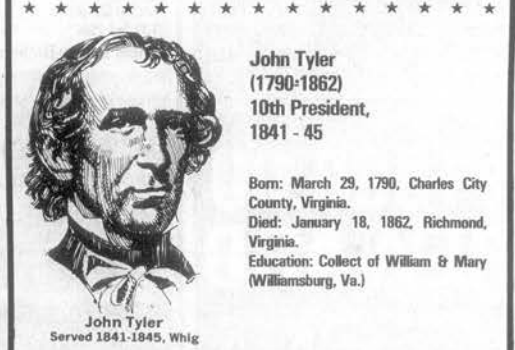 John Tyler
(1790-1862)
10th President,
1841 - 45
Born: March 29, 1790, Charles City
County, Virginia.
Died: January 18, 1862, Richmond,
Virginia.
Education: Collect of William & Mary
(Williamsburg, Va.)
John Tyler
Served 1841-1845, Whig